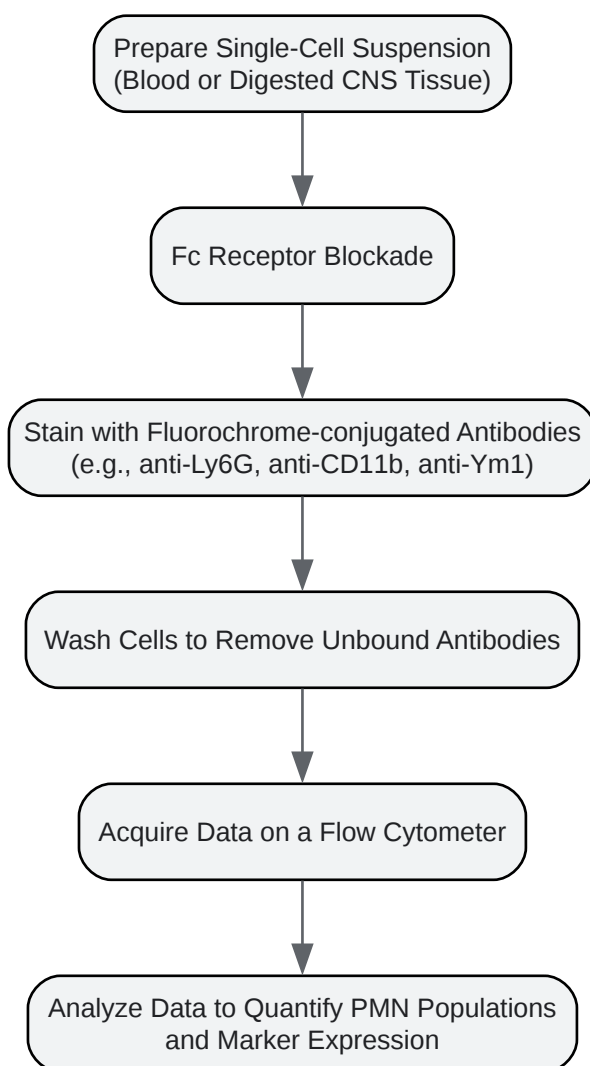 Prepare Single-Cell Suspension
(Blood or Digested CNS Tissue)
Fc Receptor Blockade
Stain with Fluorochrome-conjugated Antibodies
(e.g., anti-Ly6G, anti-CD11b, anti-Ym1)
Wash Cells to Remove Unbound Antibodies
Acquire Data on a Flow Cytometer
Analyze Data to Quantify PMN Populations
and Marker Expression